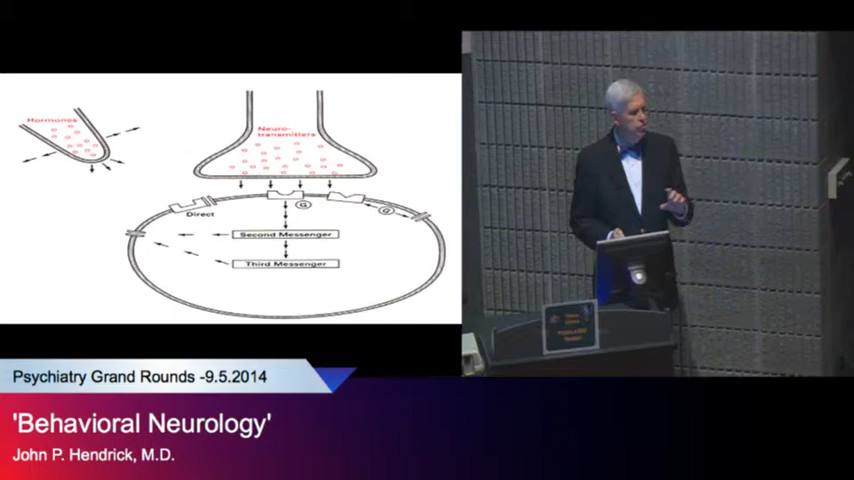 Hormones
Neuro-
transmitters
G
G
Direct
Second Messenger
Third Messenger
Psychiatry Grand Rounds -9.5.2014
'Behavioral Neurology'
John P. Hendrick, M.D.